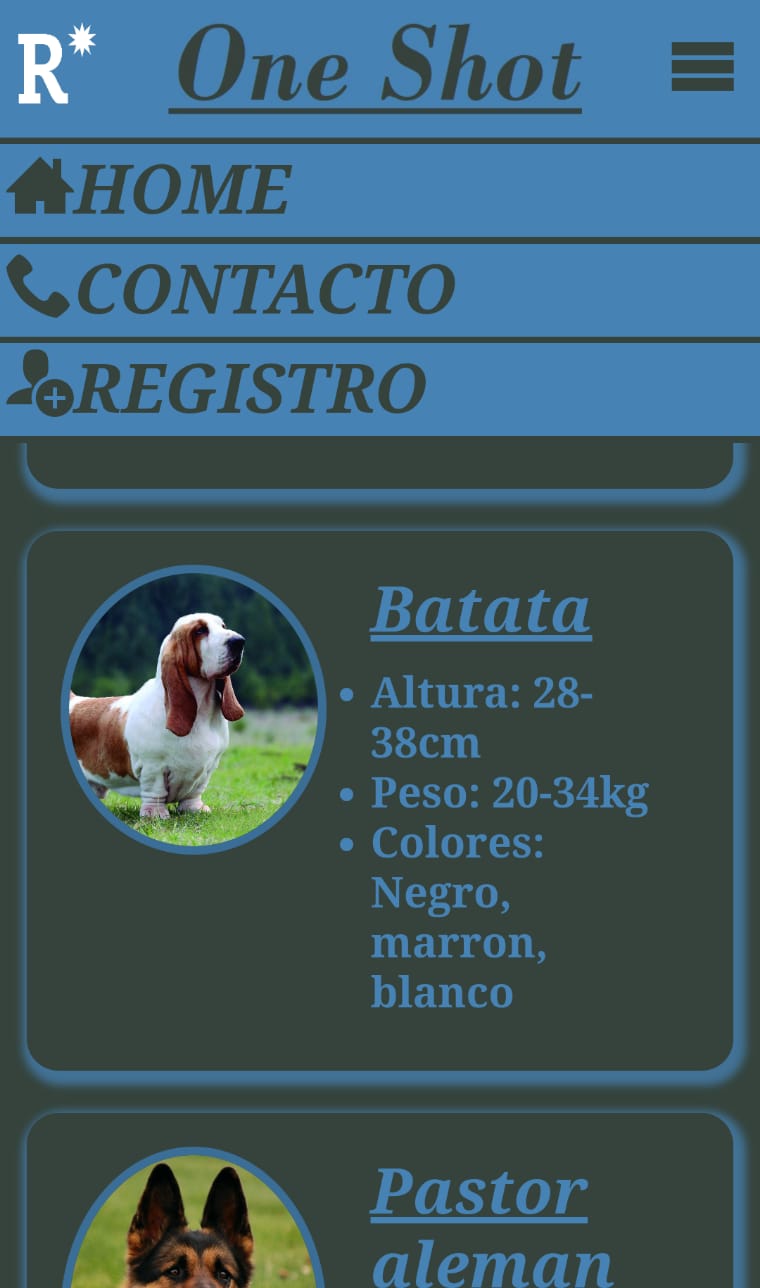 R*
One Shot
HOME
CONTACTO
REGISTRO
Batata
Altura: 28-
38cm
Peso: 20-34kg
Colores:
Negro,
marron,
blanco
Pastor
aleman